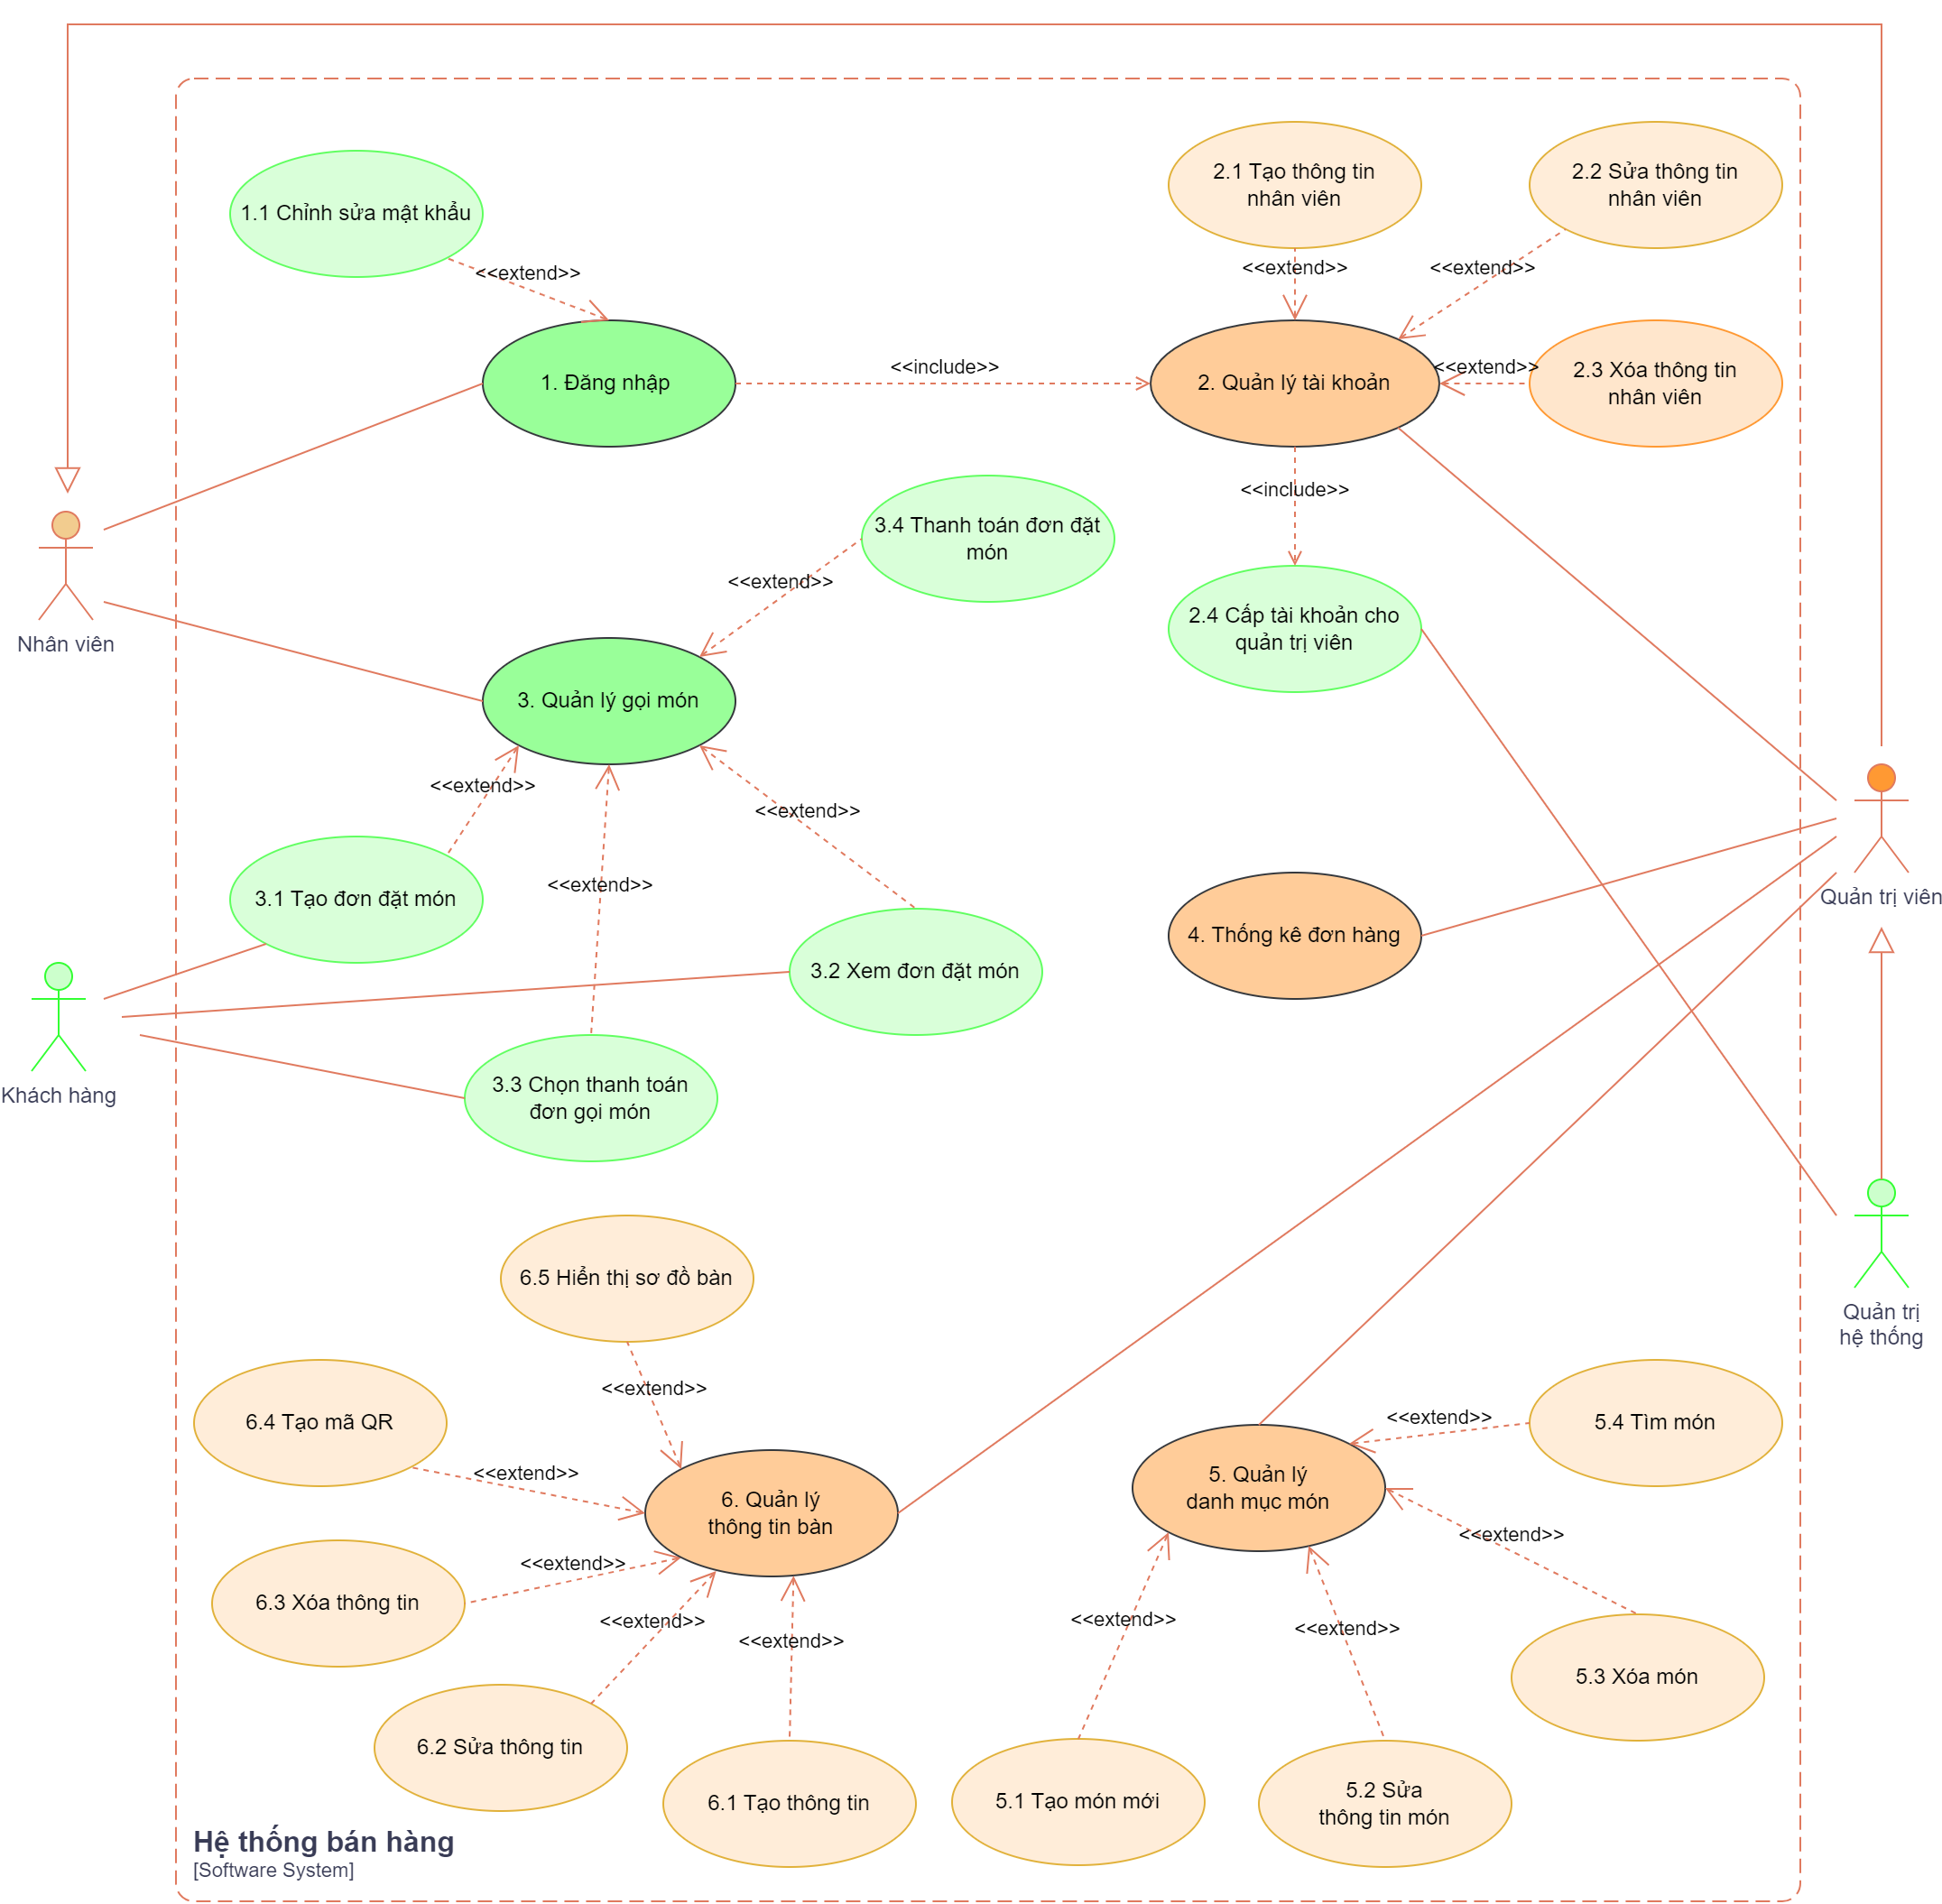 2.1 Tạo thông tin
nhân viên
2.2 Sửa thông tin
nhân viên
1.1 Chỉnh sửa mật khẩu
<<extend>>
<<extend>>
<<extend>>
1. Đăng nhập
<<include>>
2. Quản lý tài khoản
<<extend>>
2.3 Xóa thông tin
nhân viên
<<include>>
3.4 Thanh toán đơn đặt
món
<<extend>>
2.4 Cấp tài khoản cho
quản trị viên
Nhân viên
3. Quản lý gọi món
<<extend>>
<<extend>>
<<extend>>
3.1 Tạo đơn đặt món
Quản trị viên
4. Thống kê đơn hàng
3.2 Xem đơn đặt món
Khách hàng
3.3 Chọn thanh toán
đơn gọi món
6.5 Hiển thị sơ đồ bàn
Quản trị
hệ thống
<<extend>>
6.4 Tạo mã QR
<<extend>>
<<extend>>
5.4 Tìm món
6. Quản lý
thông tin bàn
5. Quản lý
danh mục món
<<extend>>
<<extend>>
6.3 Xóa thông tin
<<extend>>
<<extend>>
<<extend>>
<<extend>>
5.3 Xóa món
6.2 Sửa thông tin
6.1 Tạo thông tin
5.1 Tạo món mới
5.2 Sửa
thông tin món
Hệ thống bán hàng
[Software System]